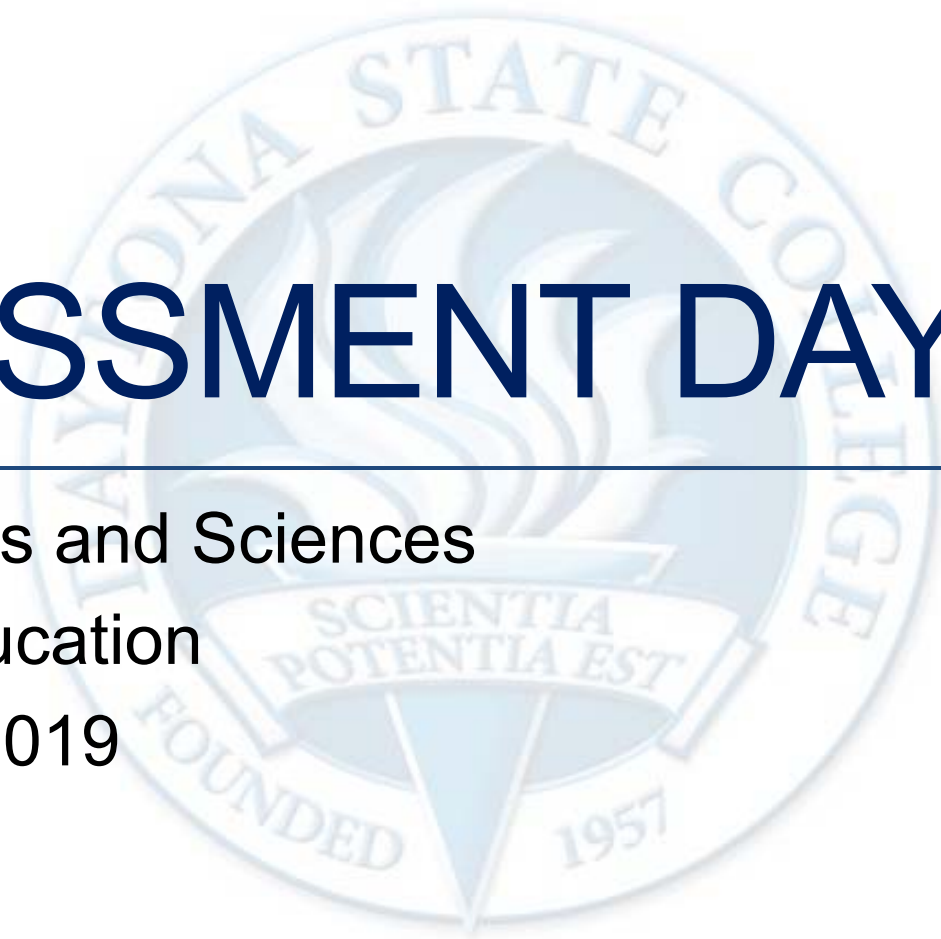 DAYTONA STATE COLLEGE
SSMENT DAY
s and Sciences
ucation
019
SCIENTIA
POTENTIA EST
FOUNDED 1957